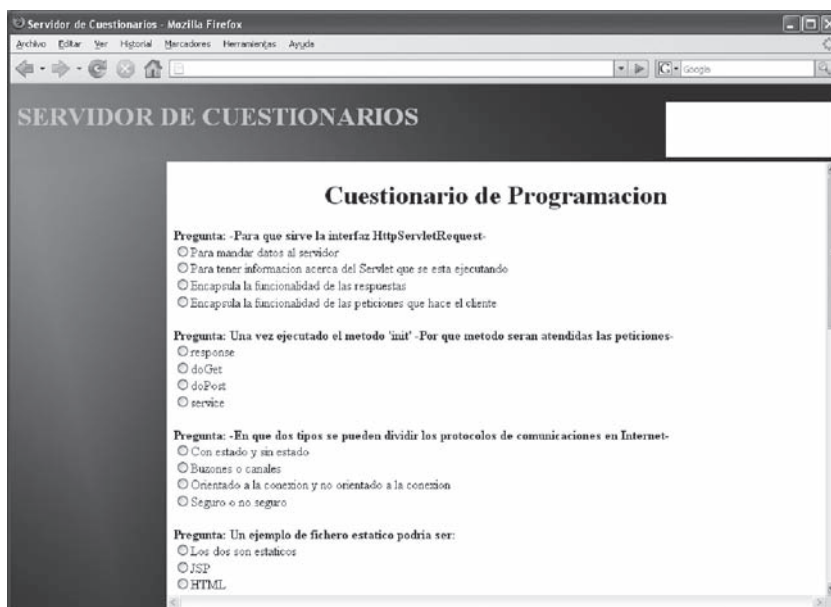 Servidor de Cuestionarios - Mozilla Firefox
Archivo Editar Ver Historial Marcadores Herramientas Ayuda
Google
SERVIDOR DE CUESTIONARIOS
Cuestionario de Programacion
Pregunta: -Para que sirve la interfaz HttpServletRequest-
Para mandar datos al servidor
Para tener informacion acerca del Servlet que se esta ejecutando
Encapsula la funcionalidad de las respuestas
Encapsula la funcionalidad de las peticiones que hace el cliente
Pregunta: Una vez ejecutado el metodo 'init' -Por que metodo seran atendidas las peticiones-
response
doGet
doPost
service
Pregunta: -En que dos tipos se pueden dividir los protocolos de comunicaciones en Internet-
Con estado y sin estado
Buzones o canales
Orientado a la conexion y no orientado a la conexion
Seguro o no seguro
Pregunta: Un ejemplo de fichero estatico podria ser:
Los dos son estaticos
JSP
HTML